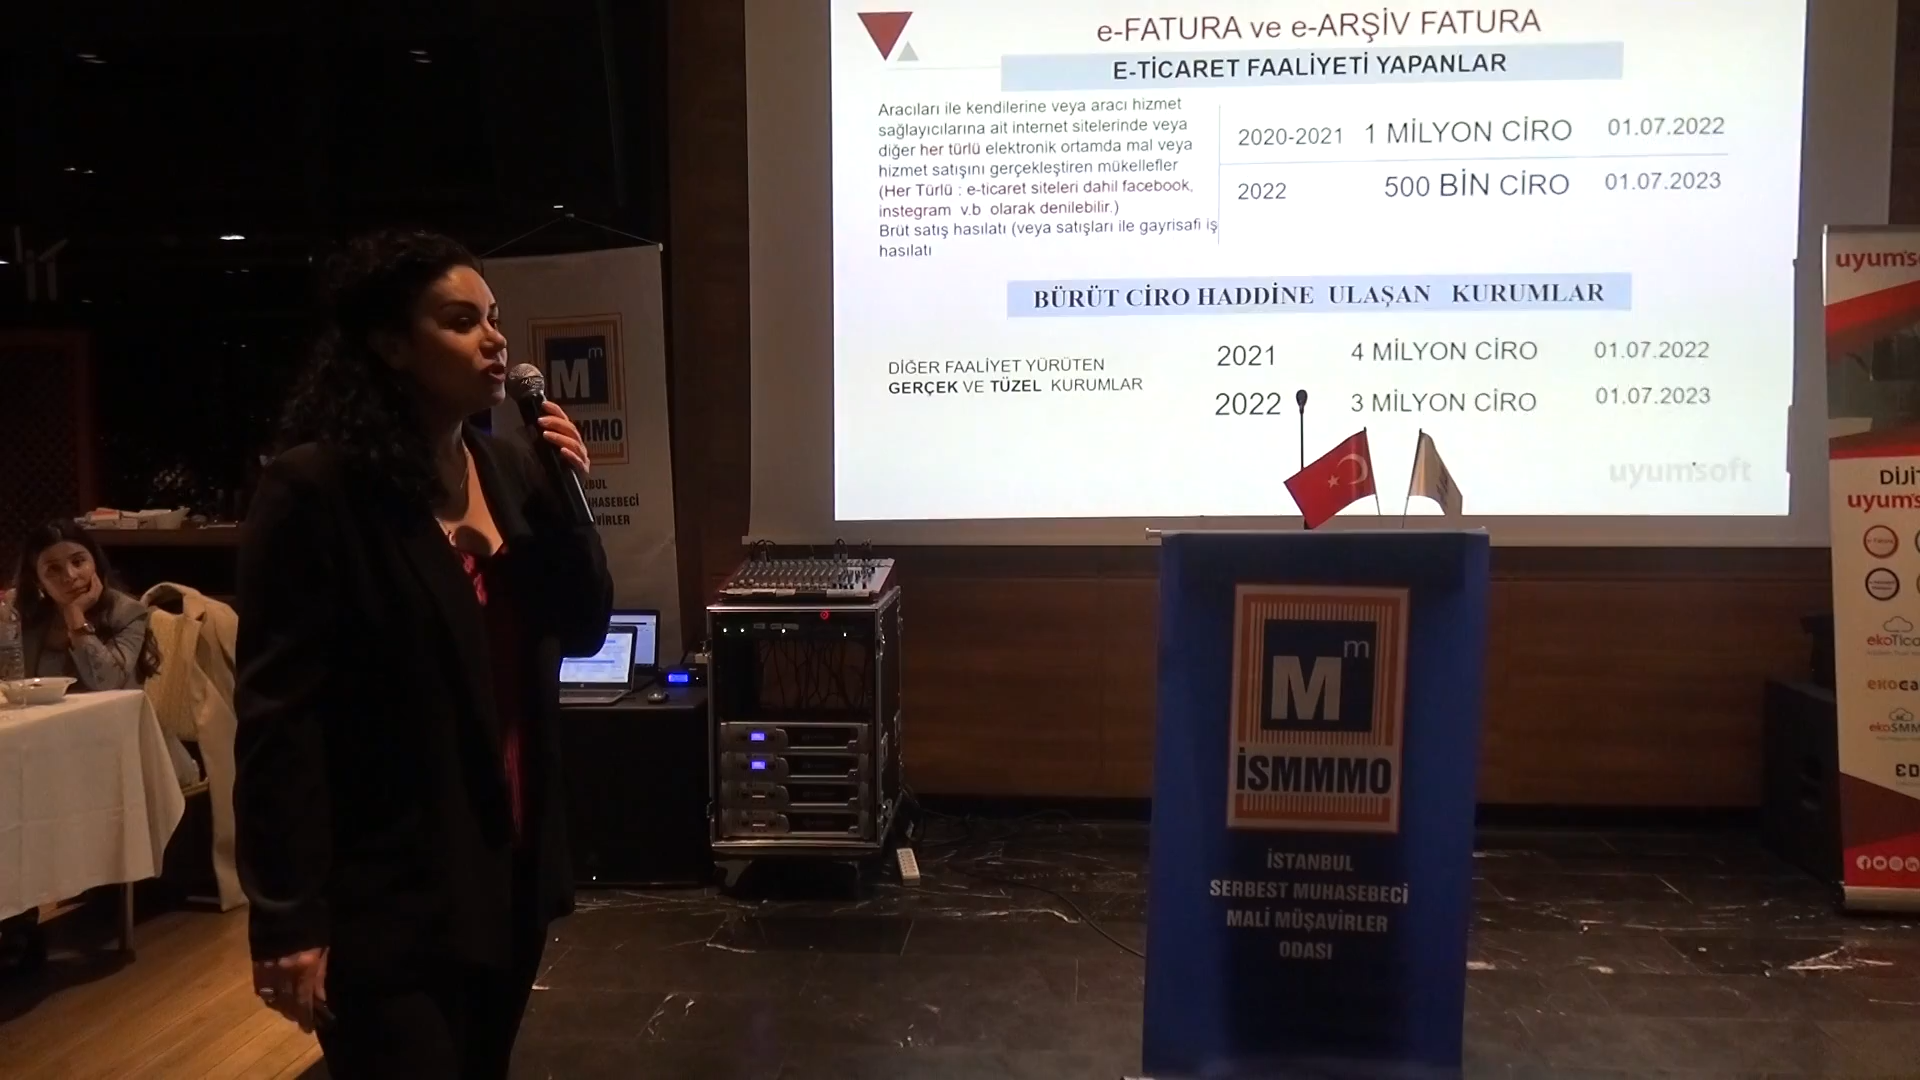 e-FATURA ve e-ARŞİV FATURA
E-TİCARET FAALİYETİ YAPANLAR
Aracıları ile kendilerine veya aracı hizmet
sağlayıcılarına ait internet sitelerinde veya
diğer her türlü elektronik ortamda mal veya
hizmet satışını gerçekleştiren mükellefler
(Her Türlü : e-ticaret siteleri dahil facebook,
instegram v.b olarak denilebilir.)
Brüt satış hasılatı (veya satışları ile gayrisafi iş
hasılatı
2020-2021 1 MİLYON CİRO 01.07.2022
2022 500 BİN CİRO 01.07.2023
BÜRÜT CİRO HADDİNE ULAŞAN KURUMLAR
DİĞER FAALİYET YÜRÜTEN
GERÇEK VE TÜZEL KURUMLAR
2021 4 MİLYON CİRO 01.07.2022
2022 3 MİLYON CİRO 01.07.2023
uyumsoft
Mm
İSMMMO
İSTANBUL
SERBEST MUHASEBECİ
MALİ MÜŞAVİRLER
ODASI